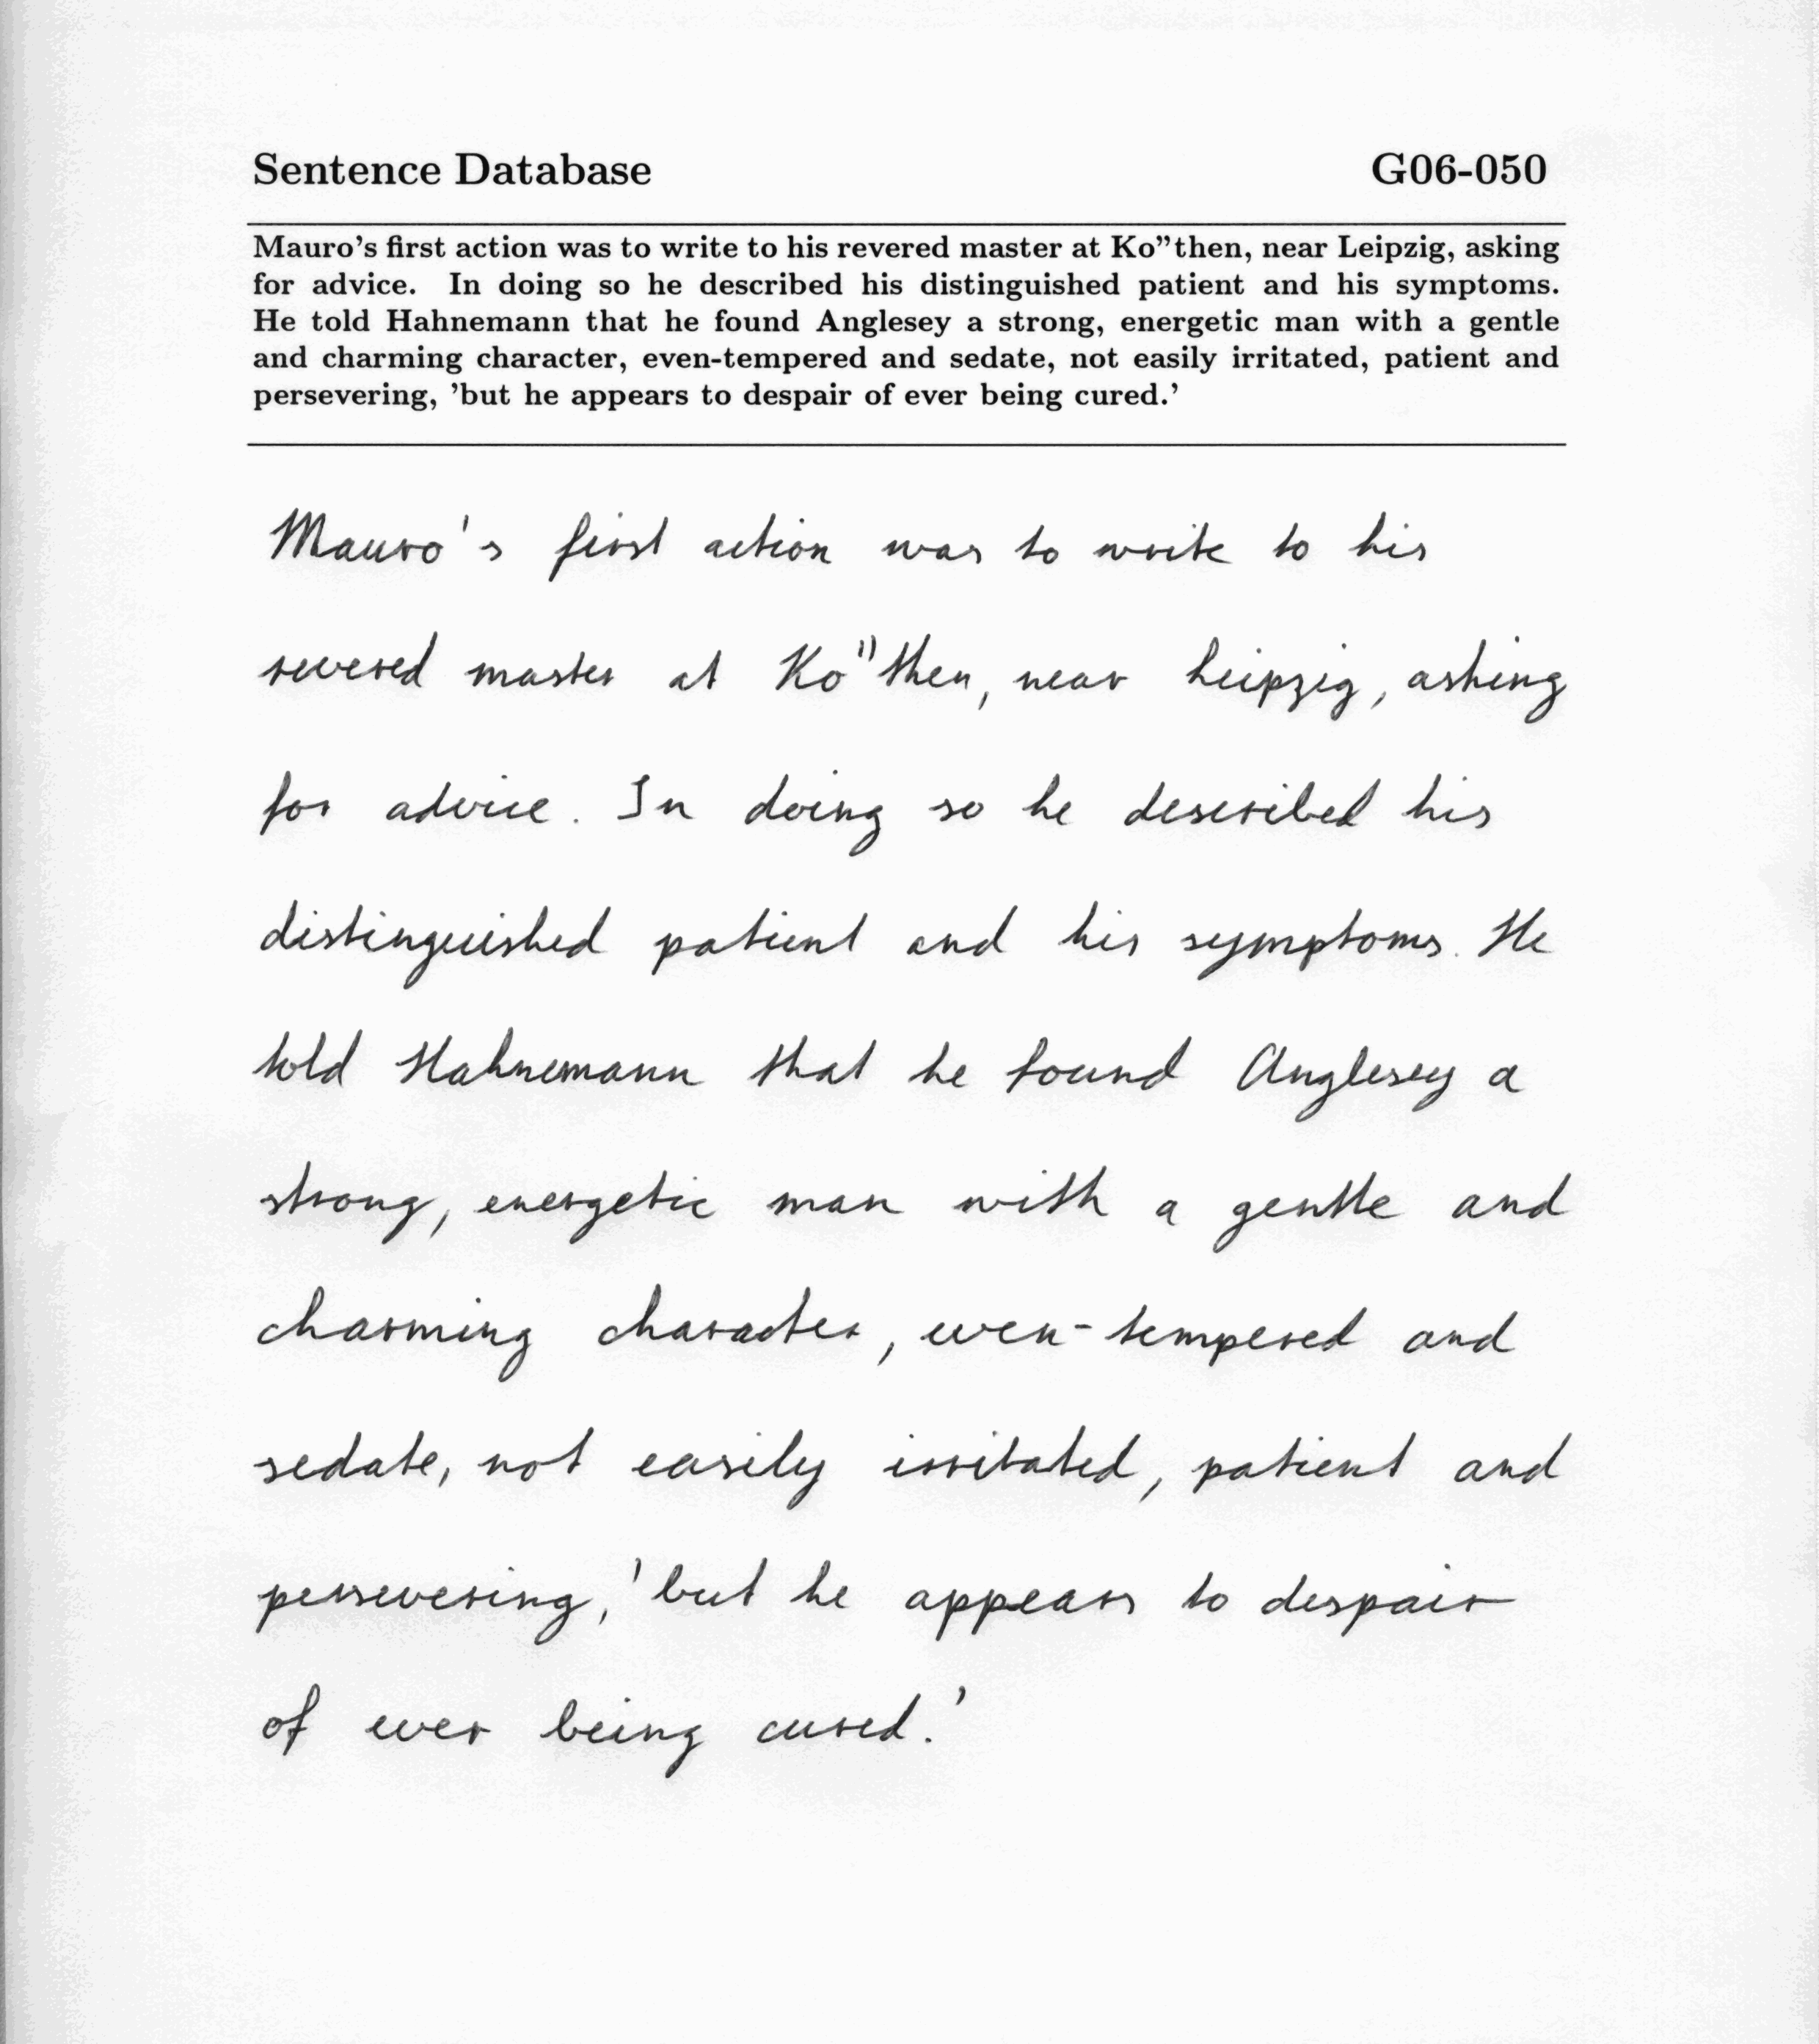 Sentence Database G06-050
Mauro's first action was to write to his revered master at Ko"then, near Leipzig, asking
for advice. In doing so he described his distinguished patient and his symptoms.
He told Hahnemann that he found Anglesey a strong, energetic man with a gentle
and charming character, even-tempered and sedate, not easily irritated, patient and
persevering, 'but he appears to despair of ever being cured.'
Mauro's first action was to write to his
revered master at Ko"then, near Leipzig, asking
for advice. In doing so he described his
distinguished patient and his symptoms. He
told Hahnemann that he found Anglesey a
strong, energetic man with a gentle and
charming character, even-tempered and
sedate, not easily irritated, patient and
persevering, 'but he appears to despair
of ever being cured.'